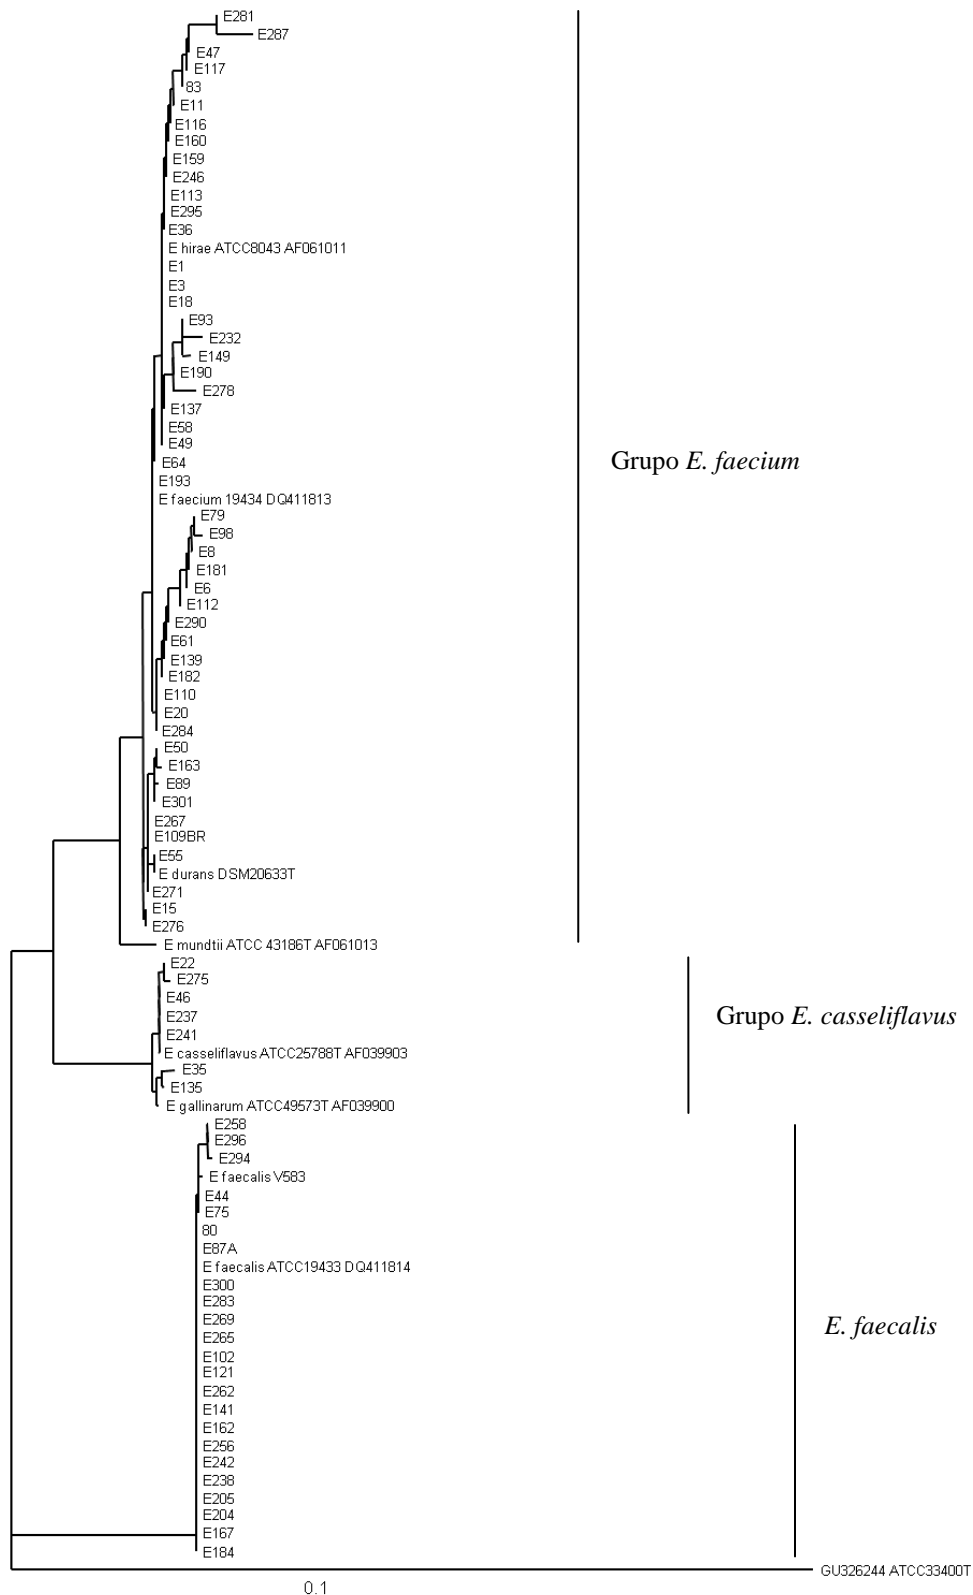 E281
E287
E47
E117
83
E11
E116
E160
E159
E246
E113
E295
E36
E hirae ATCC8043 AF061011
E1
E3
E18
E93
E232
E149
E190
E278
E137
E58
E49
E64
Grupo E. faecium
E193
E faecium 19434 DQ411813
E79
E98
E8
E181
E6
E112
E290
E61
E139
E182
E110
E20
E284
E50
E163
E89
E301
E267
E109BR
E55
E durans DSM20633T
E271
E15
E276
E mundtii ATCC 43186T AF061013
E22
E275
E46
E237
Grupo E. casseliflavus
E241
E casseliflavus ATCC25788T AF039903
E35
E135
E gallinarum ATCC49573T AF039900
E258
E296
E294
E faecalis V583
E44
E75
80
E87A
E faecalis ATCC19433 DQ411814
E300
E283
E269
E. faecalis
E265
E102
E121
E262
E141
E162
E256
E242
E238
E205
E204
E167
E184
GU326244 ATCC33400T
0.1